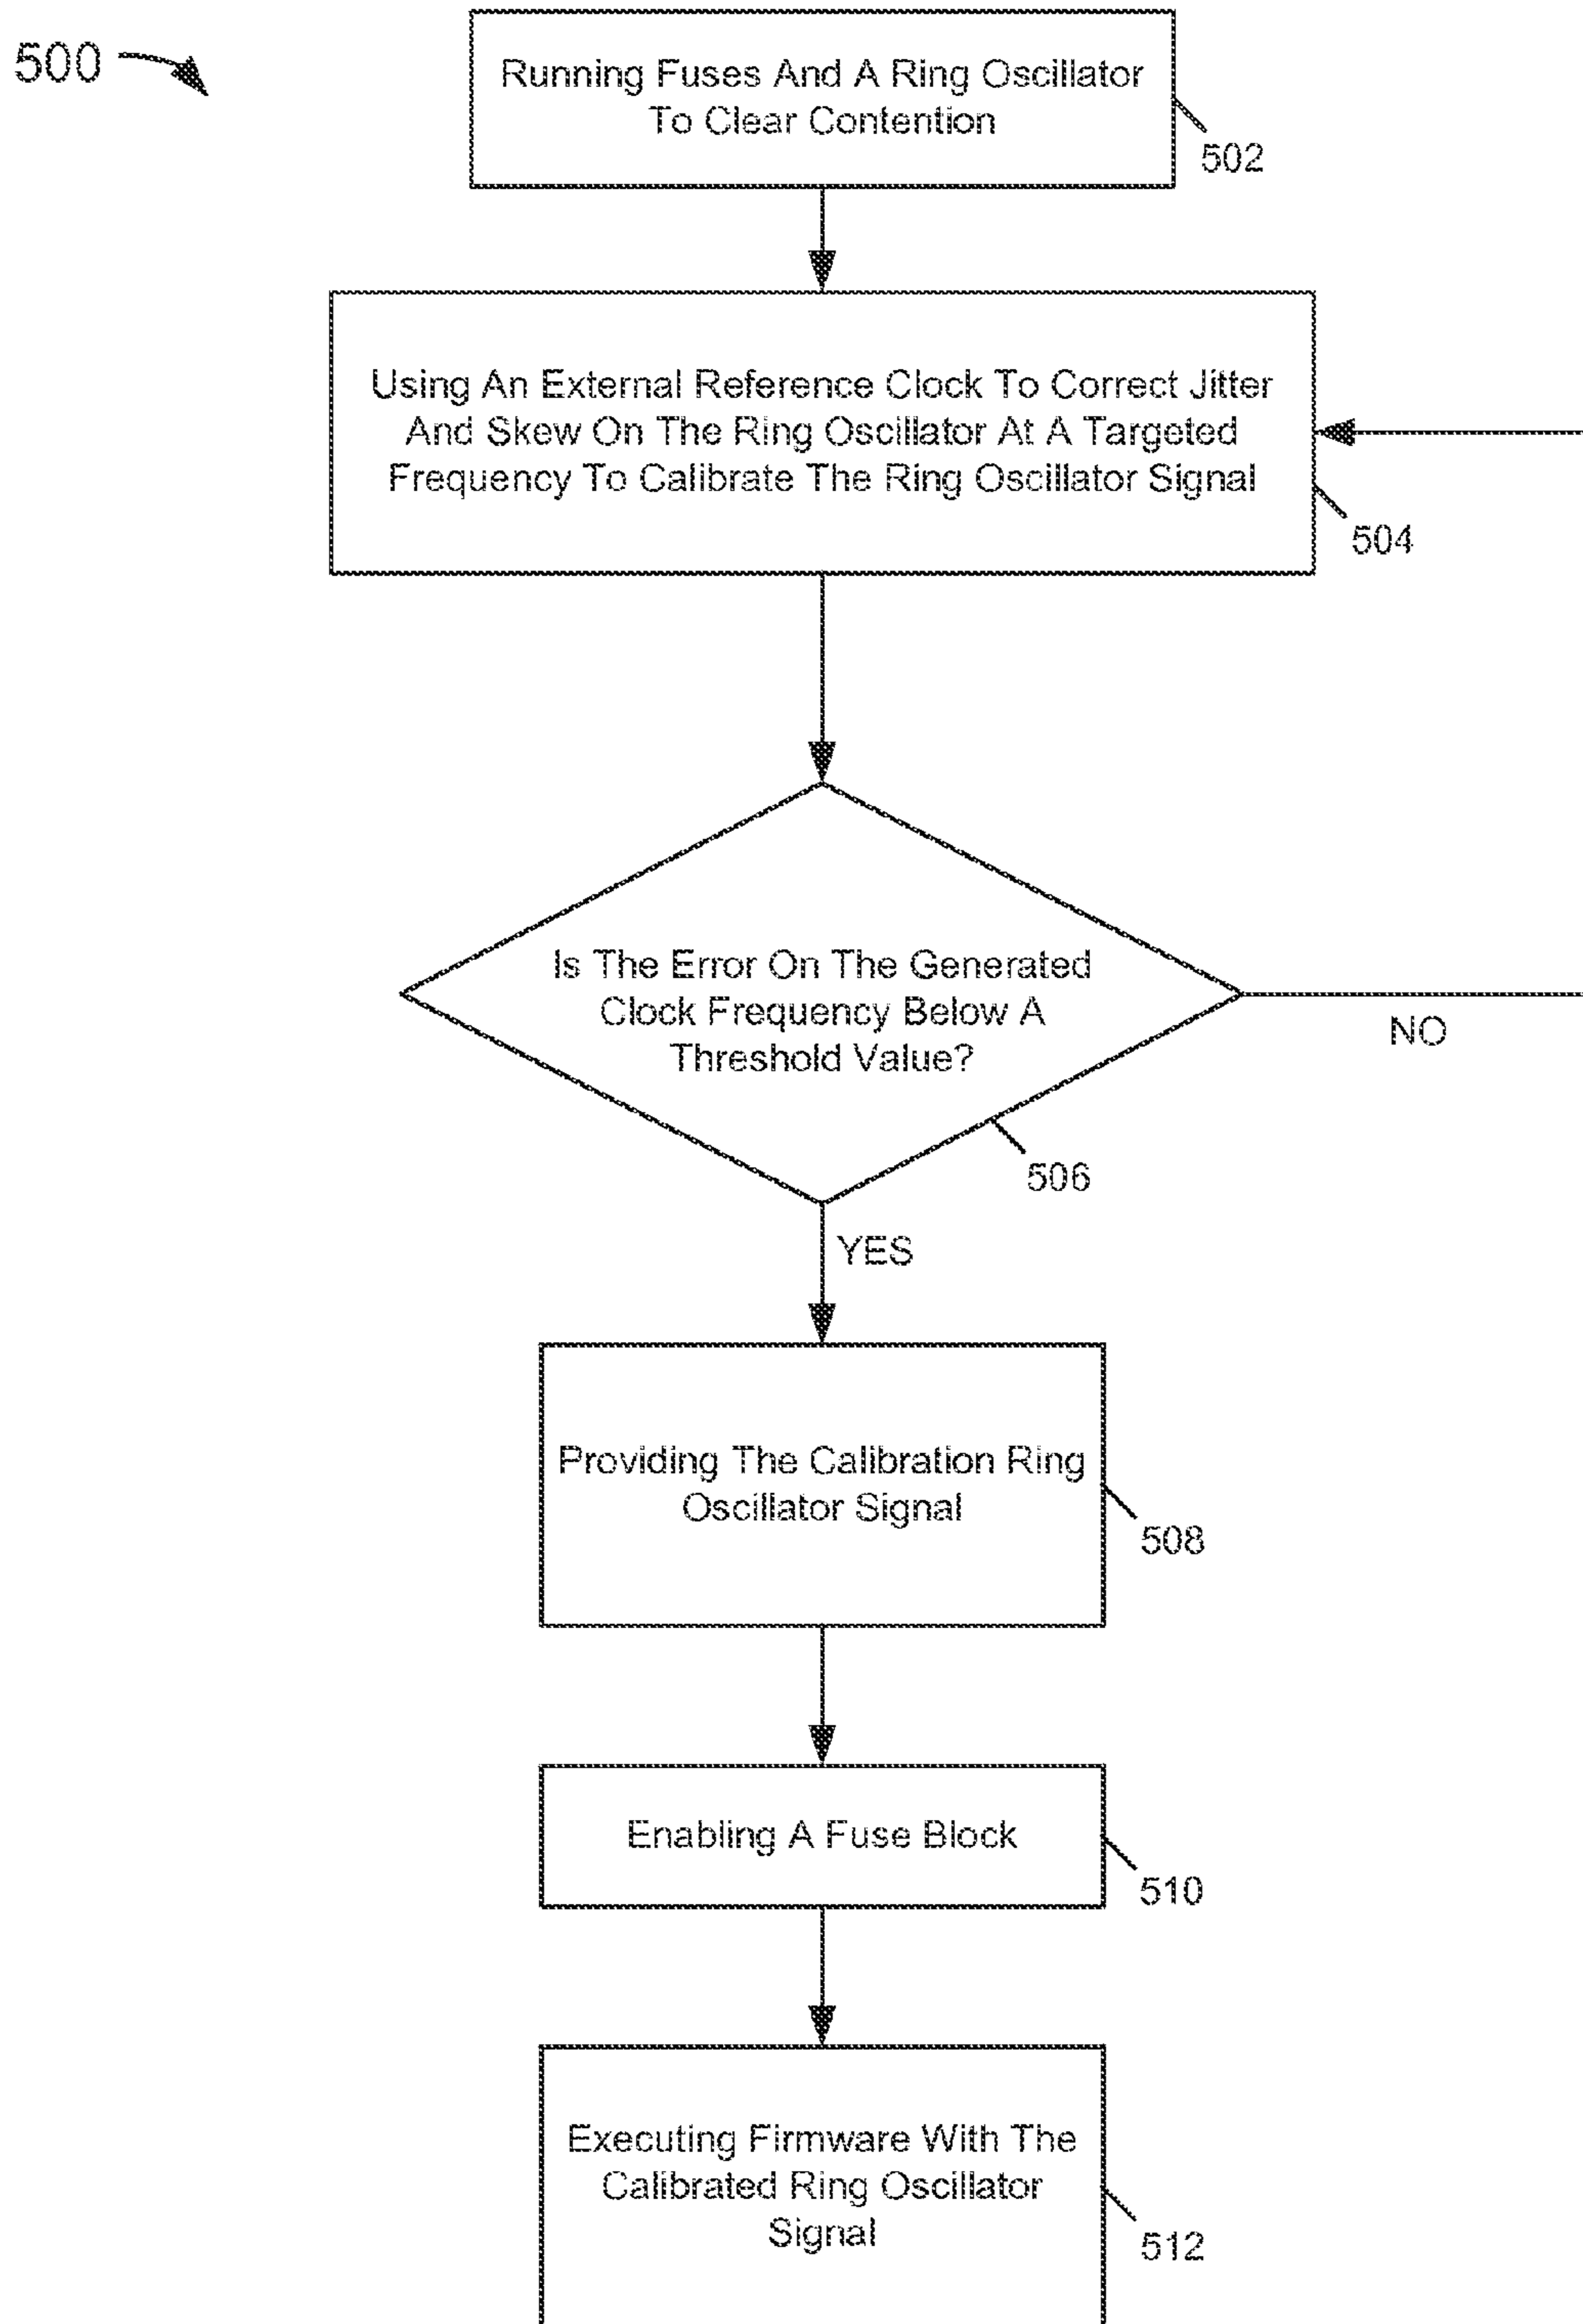 500
Running Fuses And A Ring Oscillator
To Clear Contention
502
Using An External Reference Clock To Correct Jitter
And Skew On The Ring Oscillator At A Targeted
Frequency To Calibrate The Ring Oscillator Signal
504
Is The Error On The Generated
Clock Frequency Below A
Threshold Value?
NO
506
YES
Providing The Calibration Ring
Oscillator Signal
508
Enabling A Fuse Block
510
Executing Firmware With The
Calibrated Ring Oscillator
Signal
512